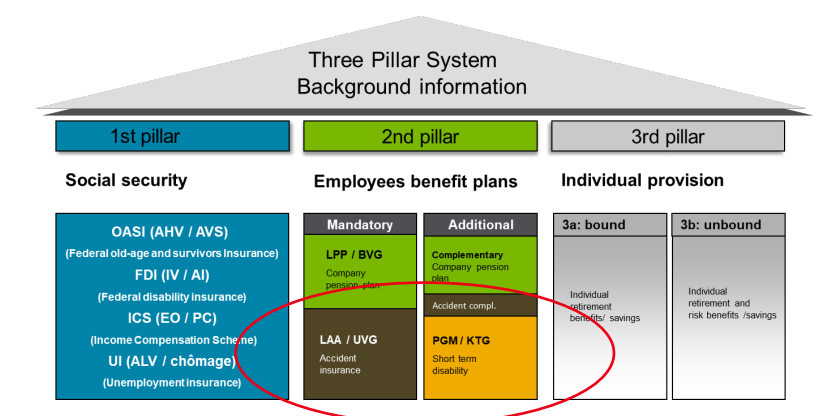 Three Pillar System
Background information
1st pillar
2nd pillar
3rd pillar
Social security
Employees benefit plans
Individual provision
OASI (AHV / AVS)
(Federal old-age and survivors Insurance)
FDI (IV / AI)
(Federal disability insurance)
ICS (EO / PC)
(Income Compensation Scheme)
UI (ALV / chômage)
(Unemployment insurance)
Mandatory
LPP / BVG
Company
pension plan
LAA / UVG
Accident
insurance
Additional
Complementary
Company pension
plan
Accident compl.
PGM / KTG
Short term
disability
3a: bound
Individual
retirement
benefits/ savings
3b: unbound
Individual
retirement and
risk benefits /savings